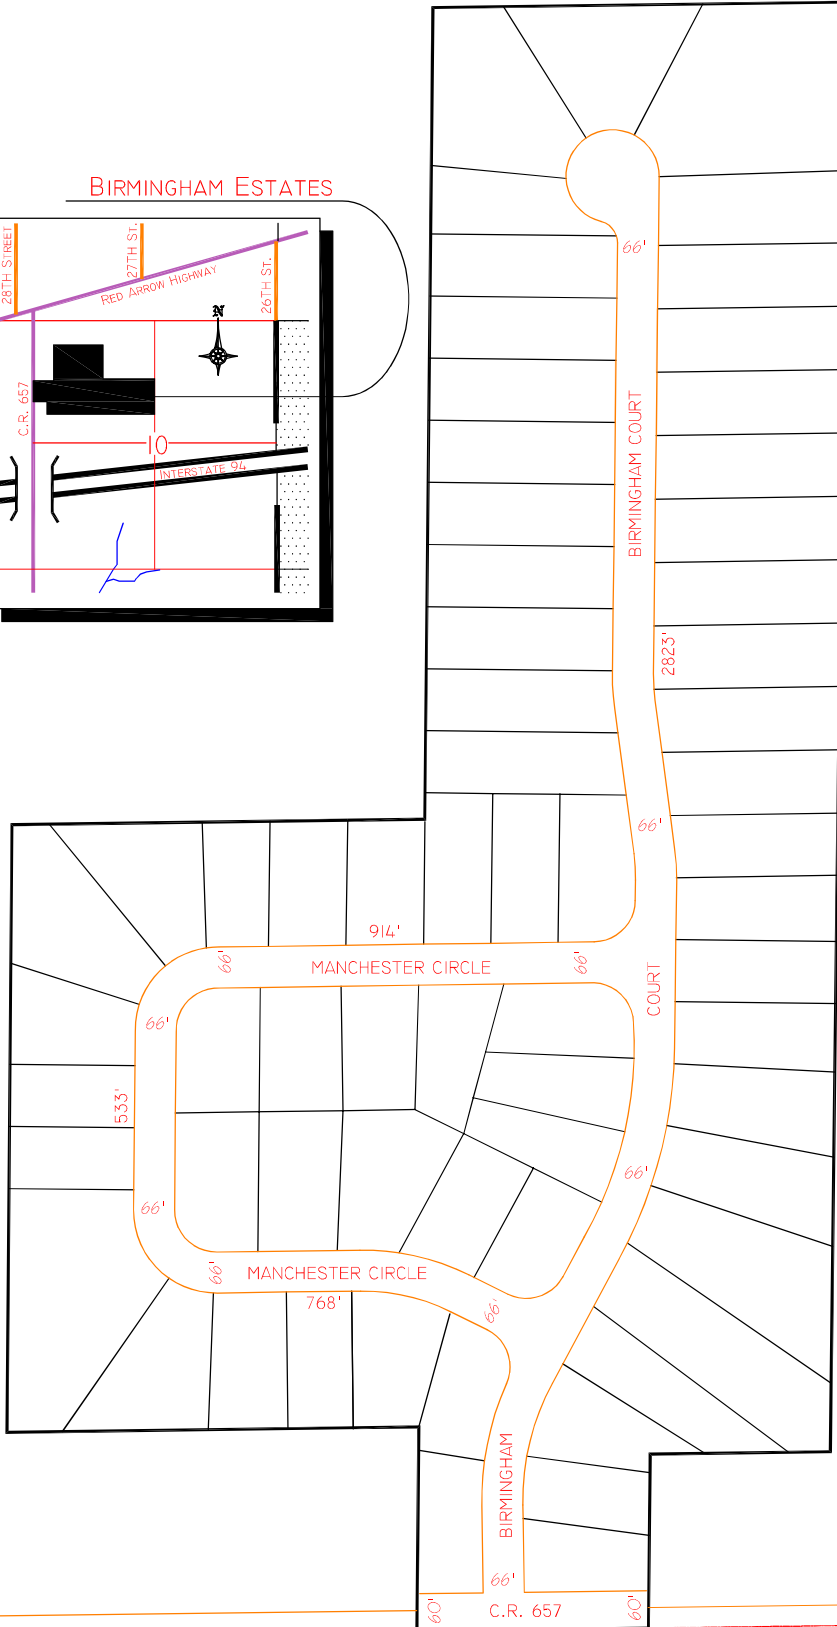 BIRMINGHAM ESTATES
28TH STREET
27TH ST.
26TH ST.
RED ARROW HIGHWAY
N
C.R. 657
10
INTERSTATE 94
66'
BIRMINGHAM COURT
2823'
66'
914'
66'
MANCHESTER CIRCLE
66'
COURT
66'
533'
66'
66'
66'
MANCHESTER CIRCLE
768'
66'
BIRMINGHAM
66'
60'
C.R. 657
60'